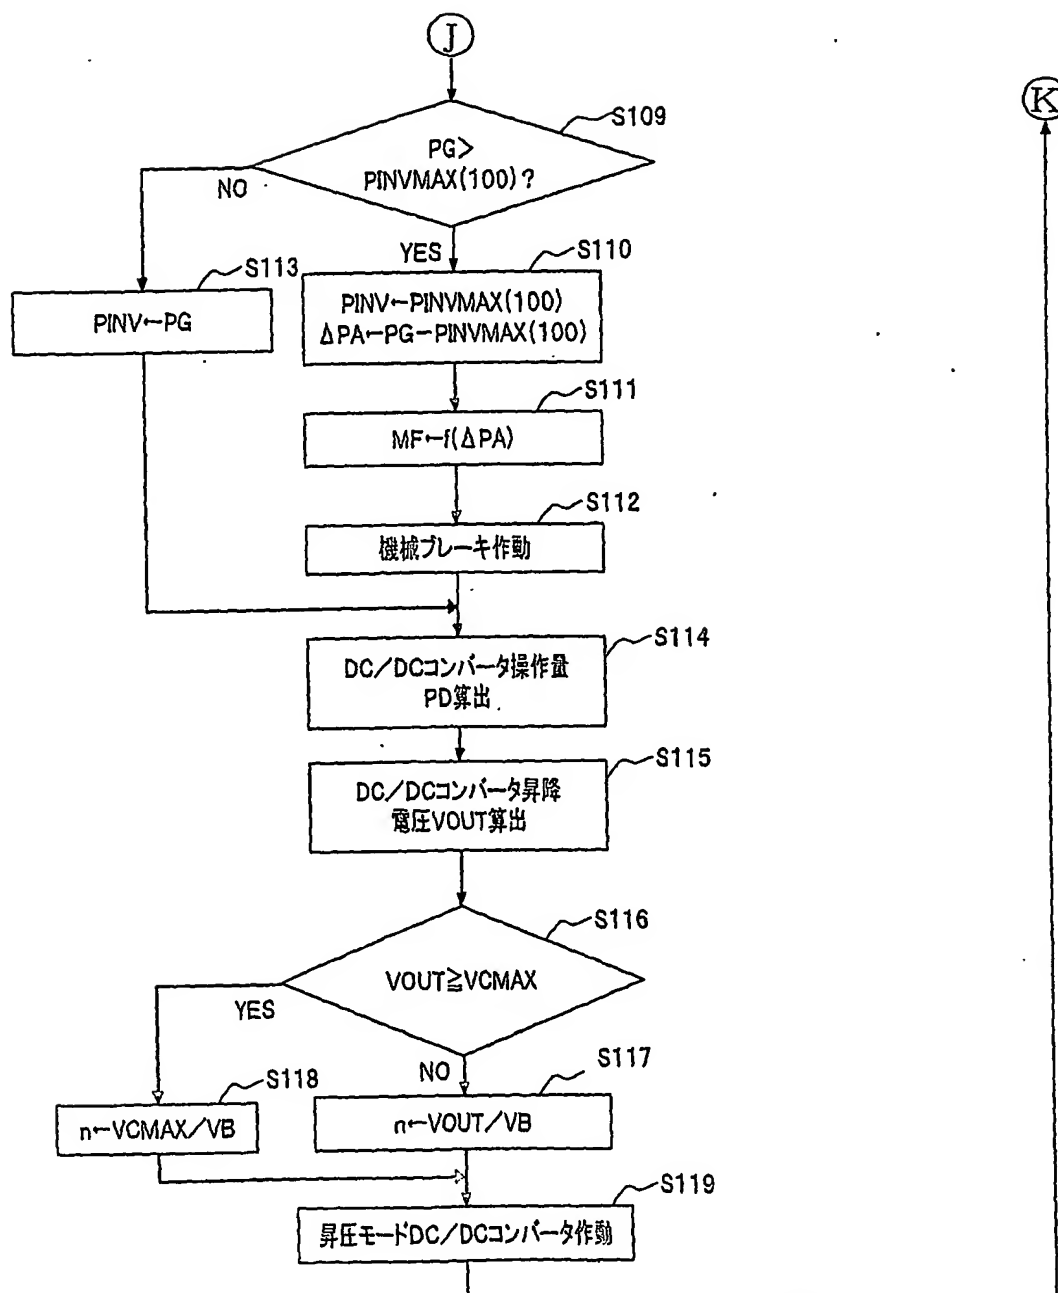 J
K
S109
PG>
PINVMAX(100)?
NO
YES
S110
S113
PINV←PG
PINV←PINVMAX(100)
ΔPA←PG-PINVMAX(100)
S111
MF←f(ΔPA)
S112
機械ブレーキ作動
S114
DC/DCコンバータ操作量
PD算出
S115
DC/DCコンバータ昇降
電圧VOUT算出
S116
VOUT≧VCMAX
YES
NO
S117
S118
n←VCMAX/VB
n←VOUT/VB
S119
昇圧モードDC/DCコンバータ作動